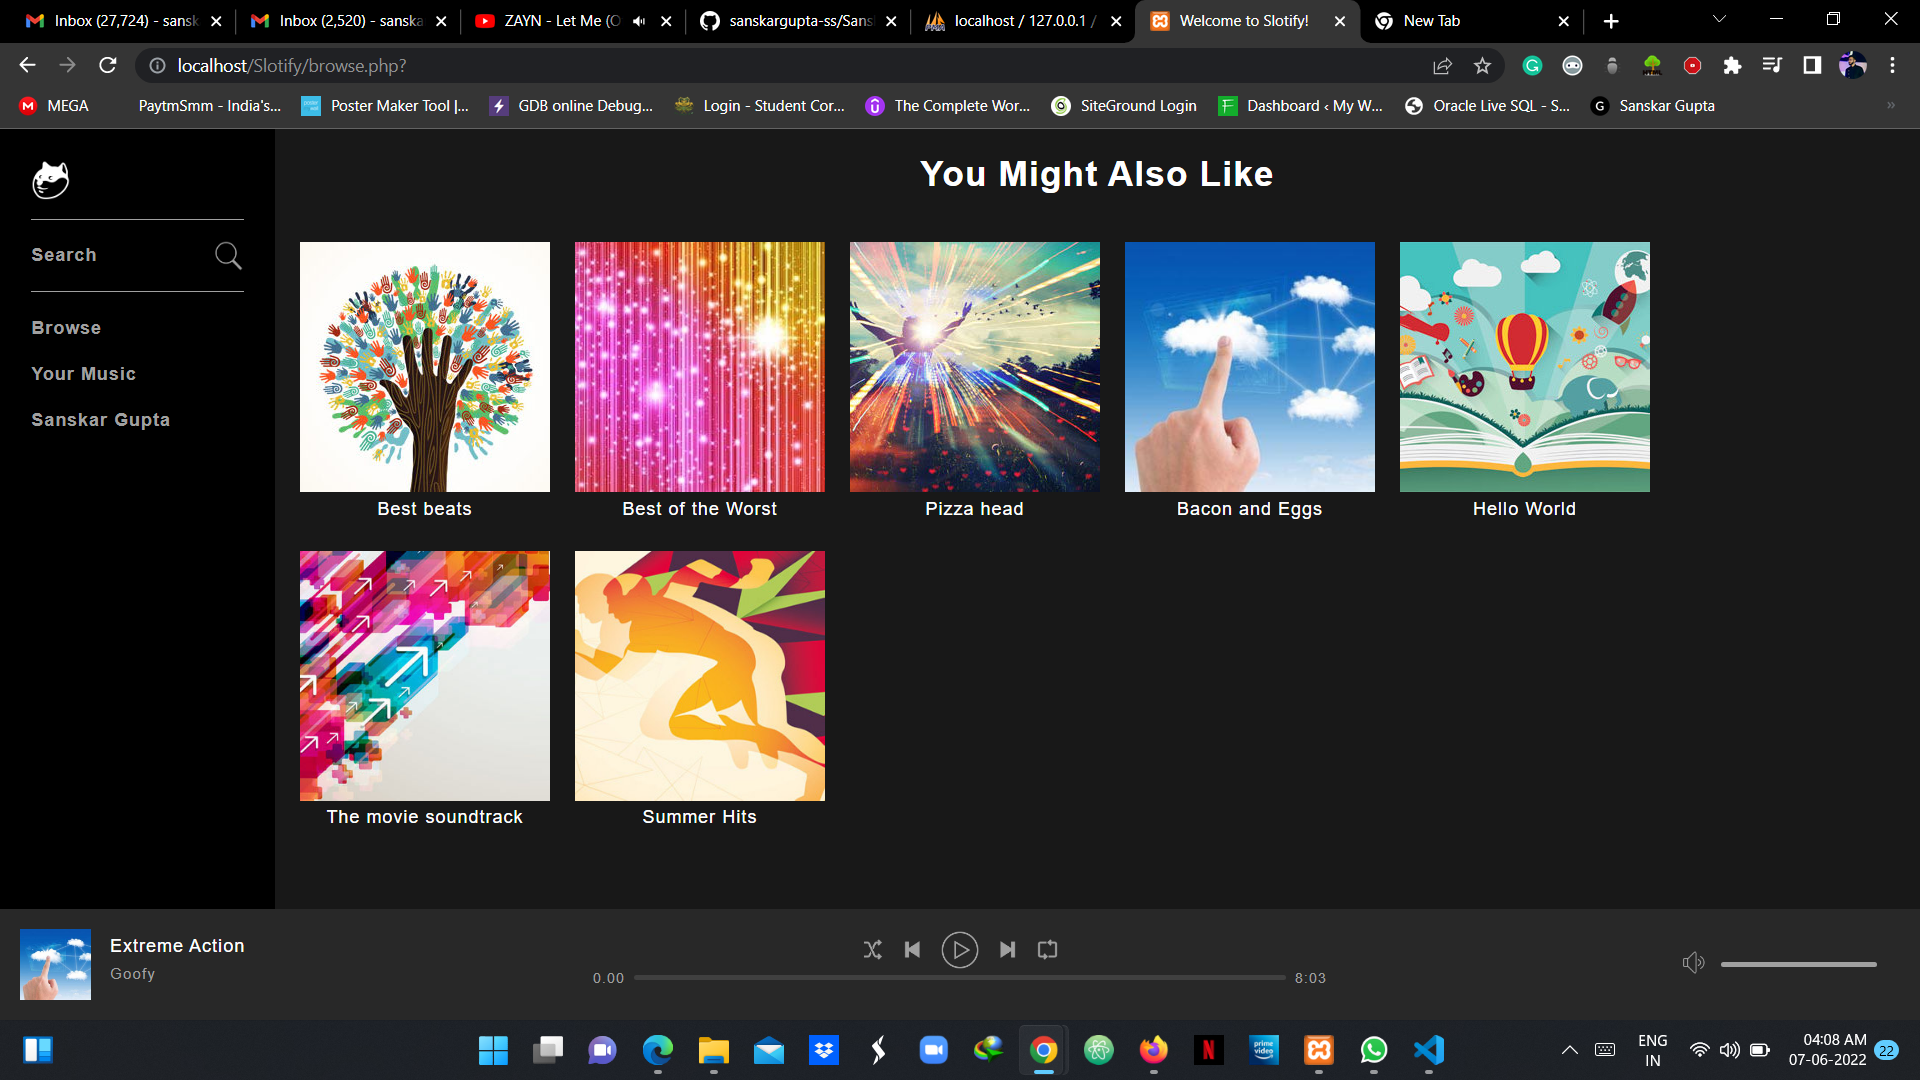 Inbox (27,724) - sansk
Inbox (2,520) - sanska
ZAYN - Let Me (O
sanskargupta-ss/Sans
localhost / 127.0.0.1 /
Welcome to Slotify!
New Tab
localhost/Slotify/browse.php?
MEGA
PaytmSmm - India's...
Poster Maker Tool |...
GDB online Debug...
Login - Student Cor...
The Complete Wor...
SiteGround Login
Dashboard ‹ My W...
Oracle Live SQL - S...
Sanskar Gupta
You Might Also Like
Search
Browse
Your Music
Sanskar Gupta
Best beats
Best of the Worst
Pizza head
Bacon and Eggs
Hello World
The movie soundtrack
Summer Hits
Extreme Action
Goofy
0.00
8:03
prime video
ENG
IN
04:08 AM
07-06-2022
22